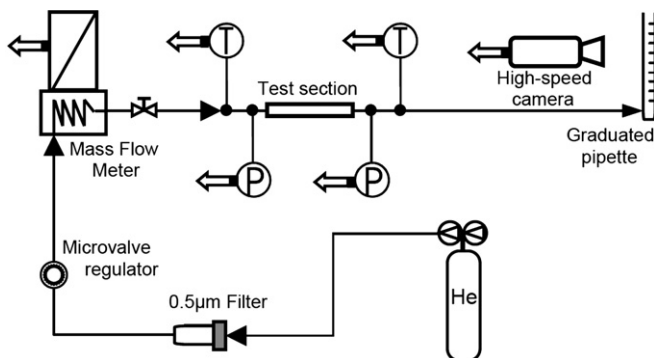 T
T
Test section
High-speed
camera
Graduated
pipette
Mass Flow
Meter
P
P
Microvalve
regulator
0.5μm Filter
He